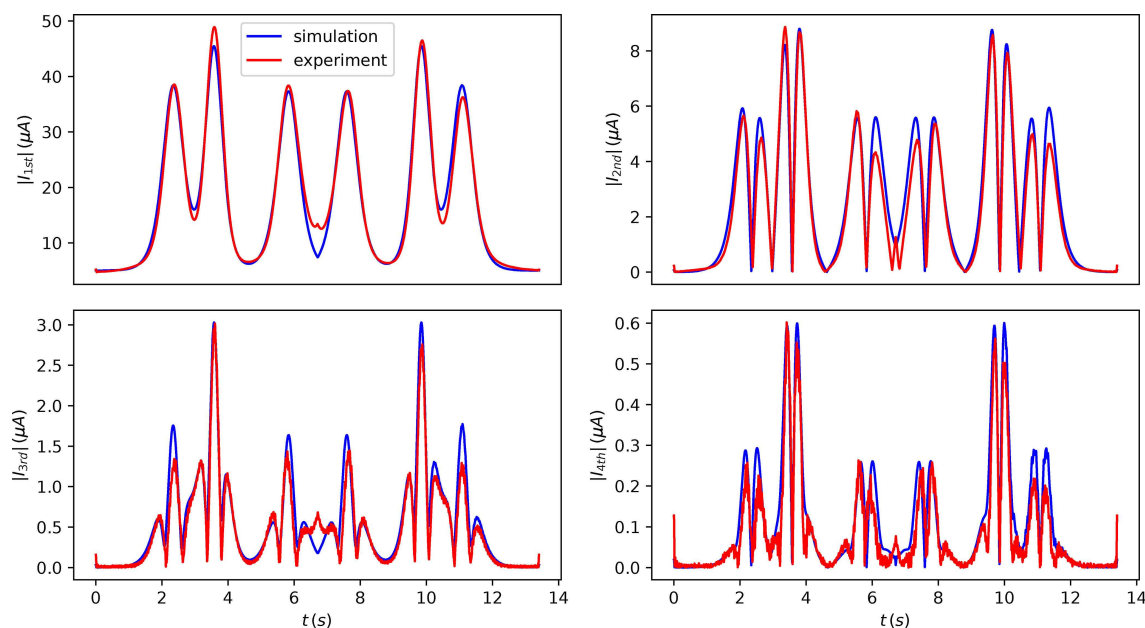 50
40
30
20
10
|I1st| (μA)
simulation
experiment
8
6
4
2
0
|I2nd| (μA)
3.0
2.5
2.0
1.5
1.0
0.5
0.0
|I3rd| (μA)
0 2 4 6 8 10 12 14
t (s)
0.6
0.5
0.4
0.3
0.2
0.1
0.0
|I4th| (μA)
0 2 4 6 8 10 12 14
t (s)